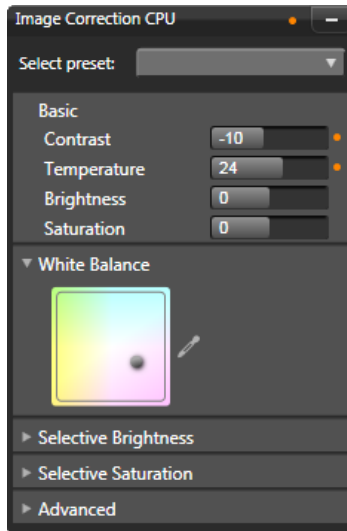 Image Correction CPU
Select preset:
Basic
Contrast -10
Temperature 24
Brightness 0
Saturation 0
White Balance
Selective Brightness
Selective Saturation
Advanced